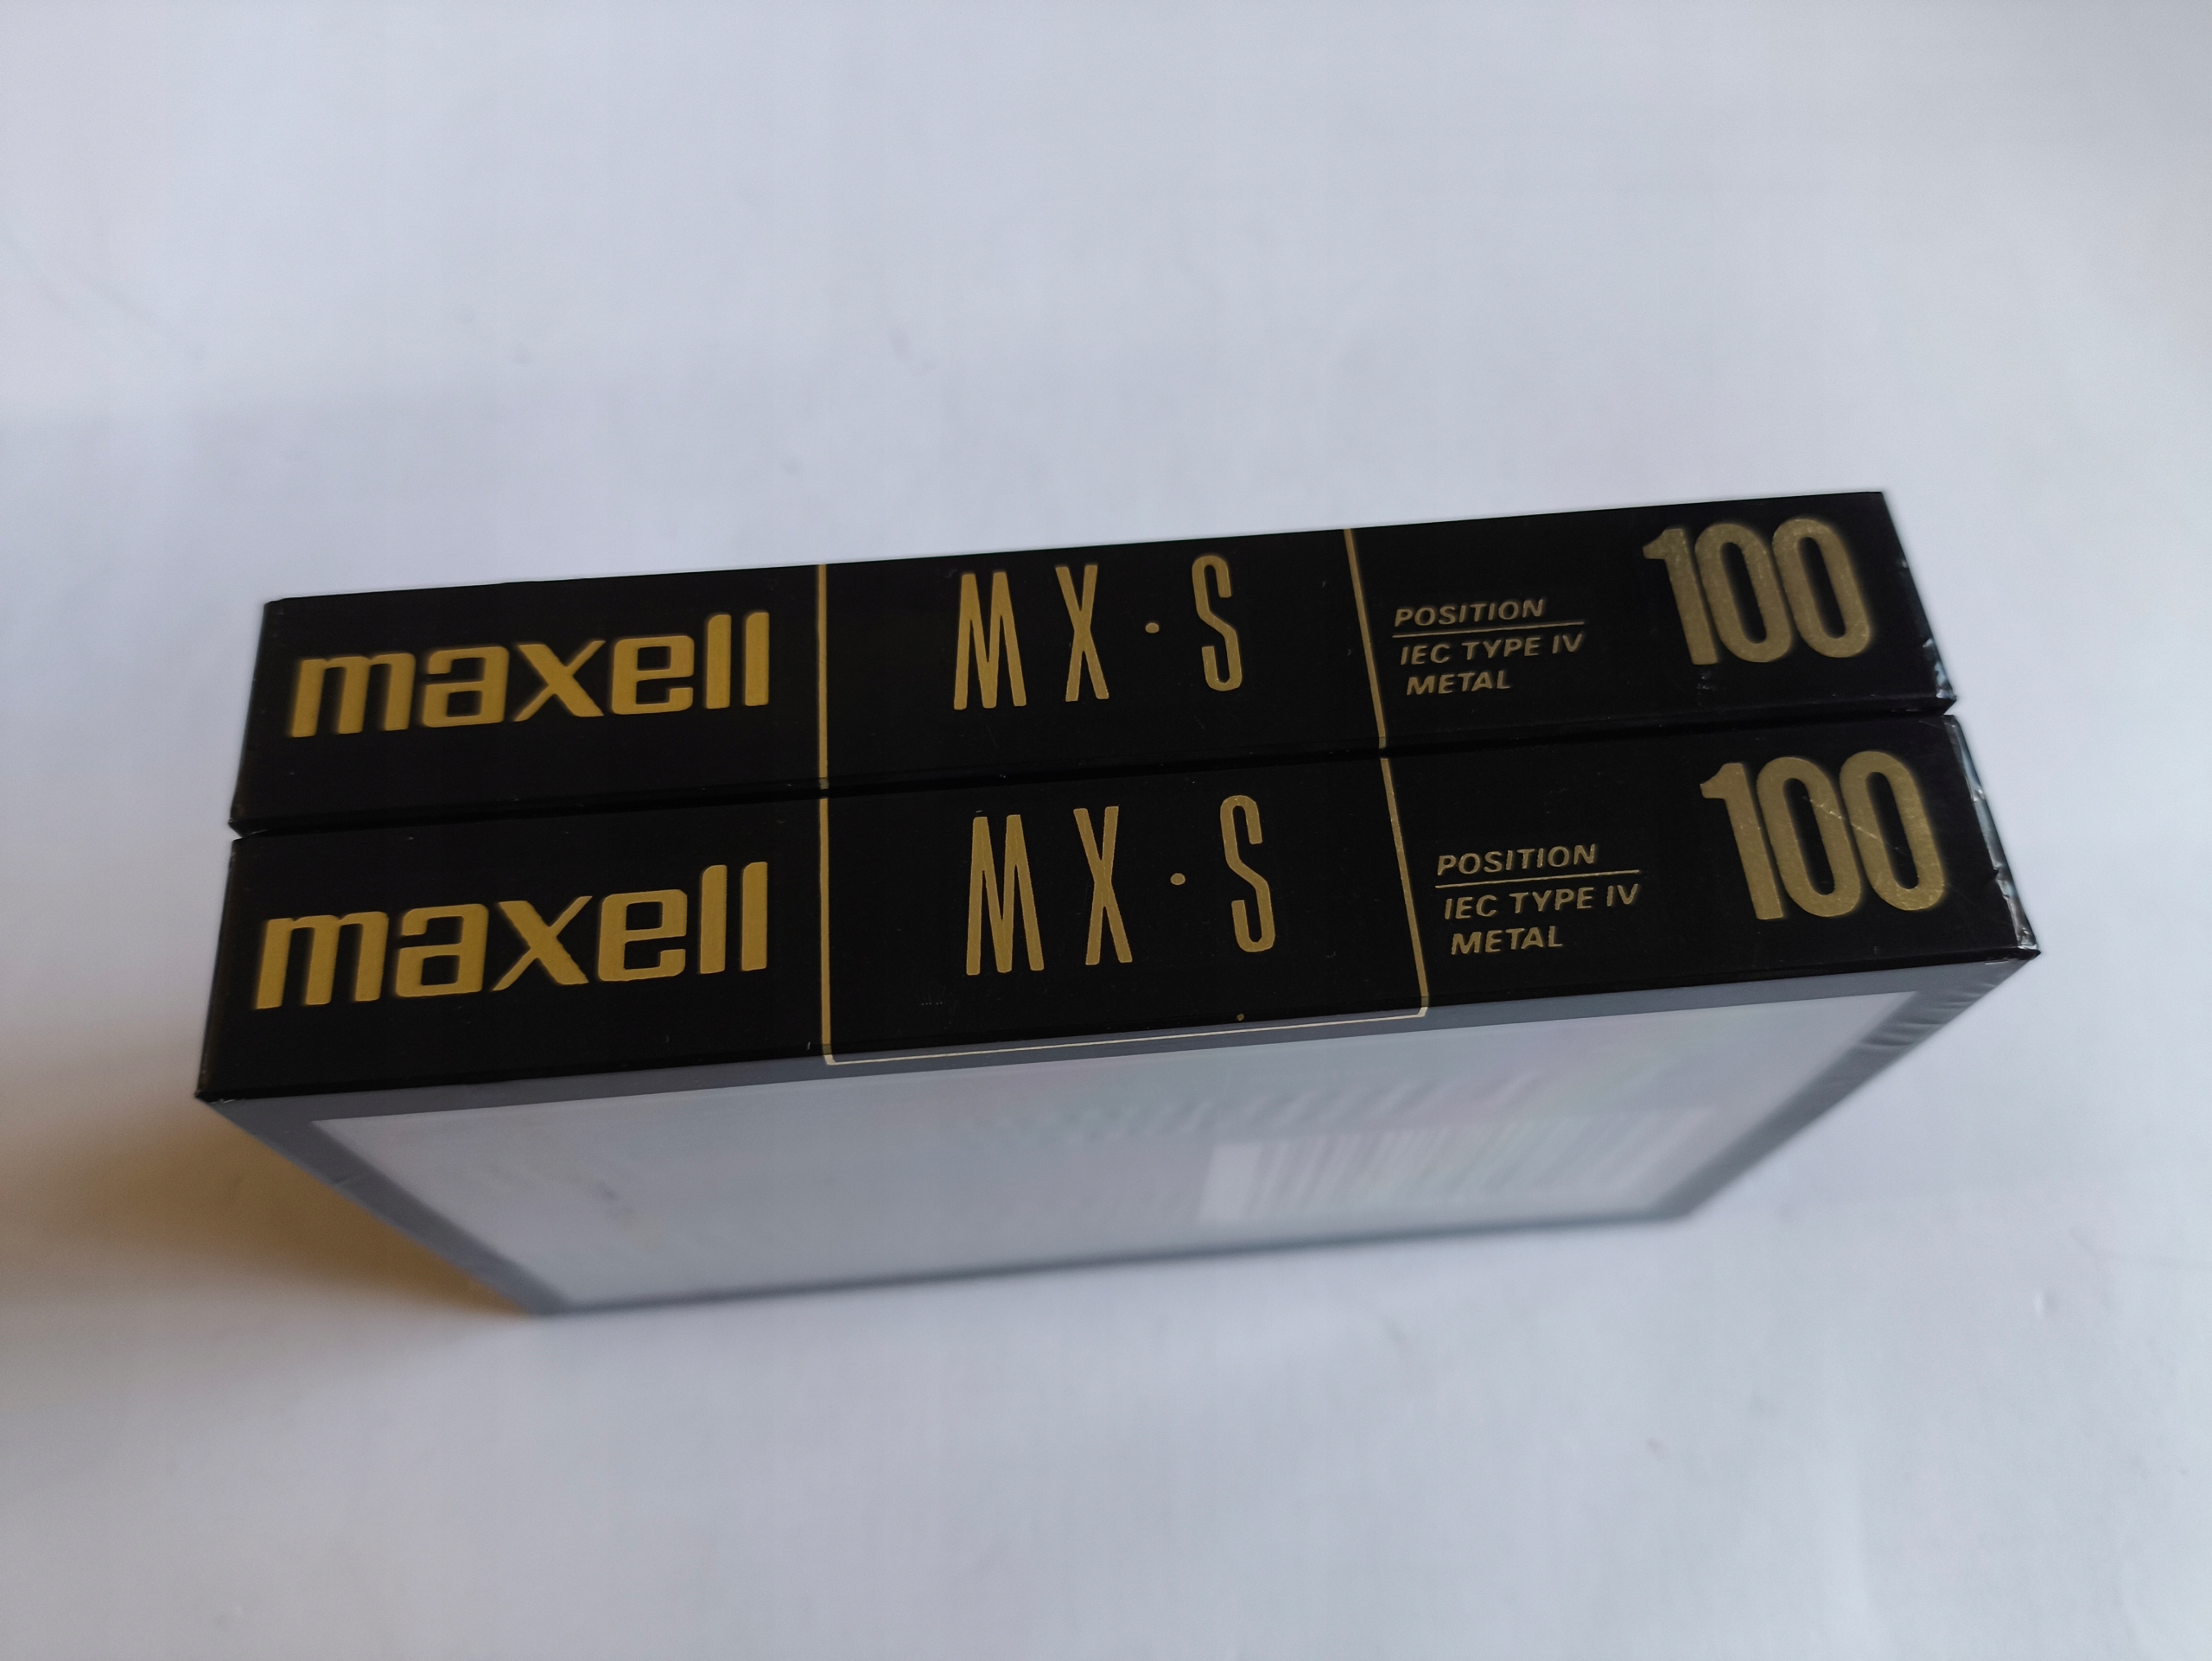 maxell
MX·S
POSITION
IEC TYPE IV
METAL
100
maxell
MX·S
POSITION
IEC TYPE IV
METAL
100